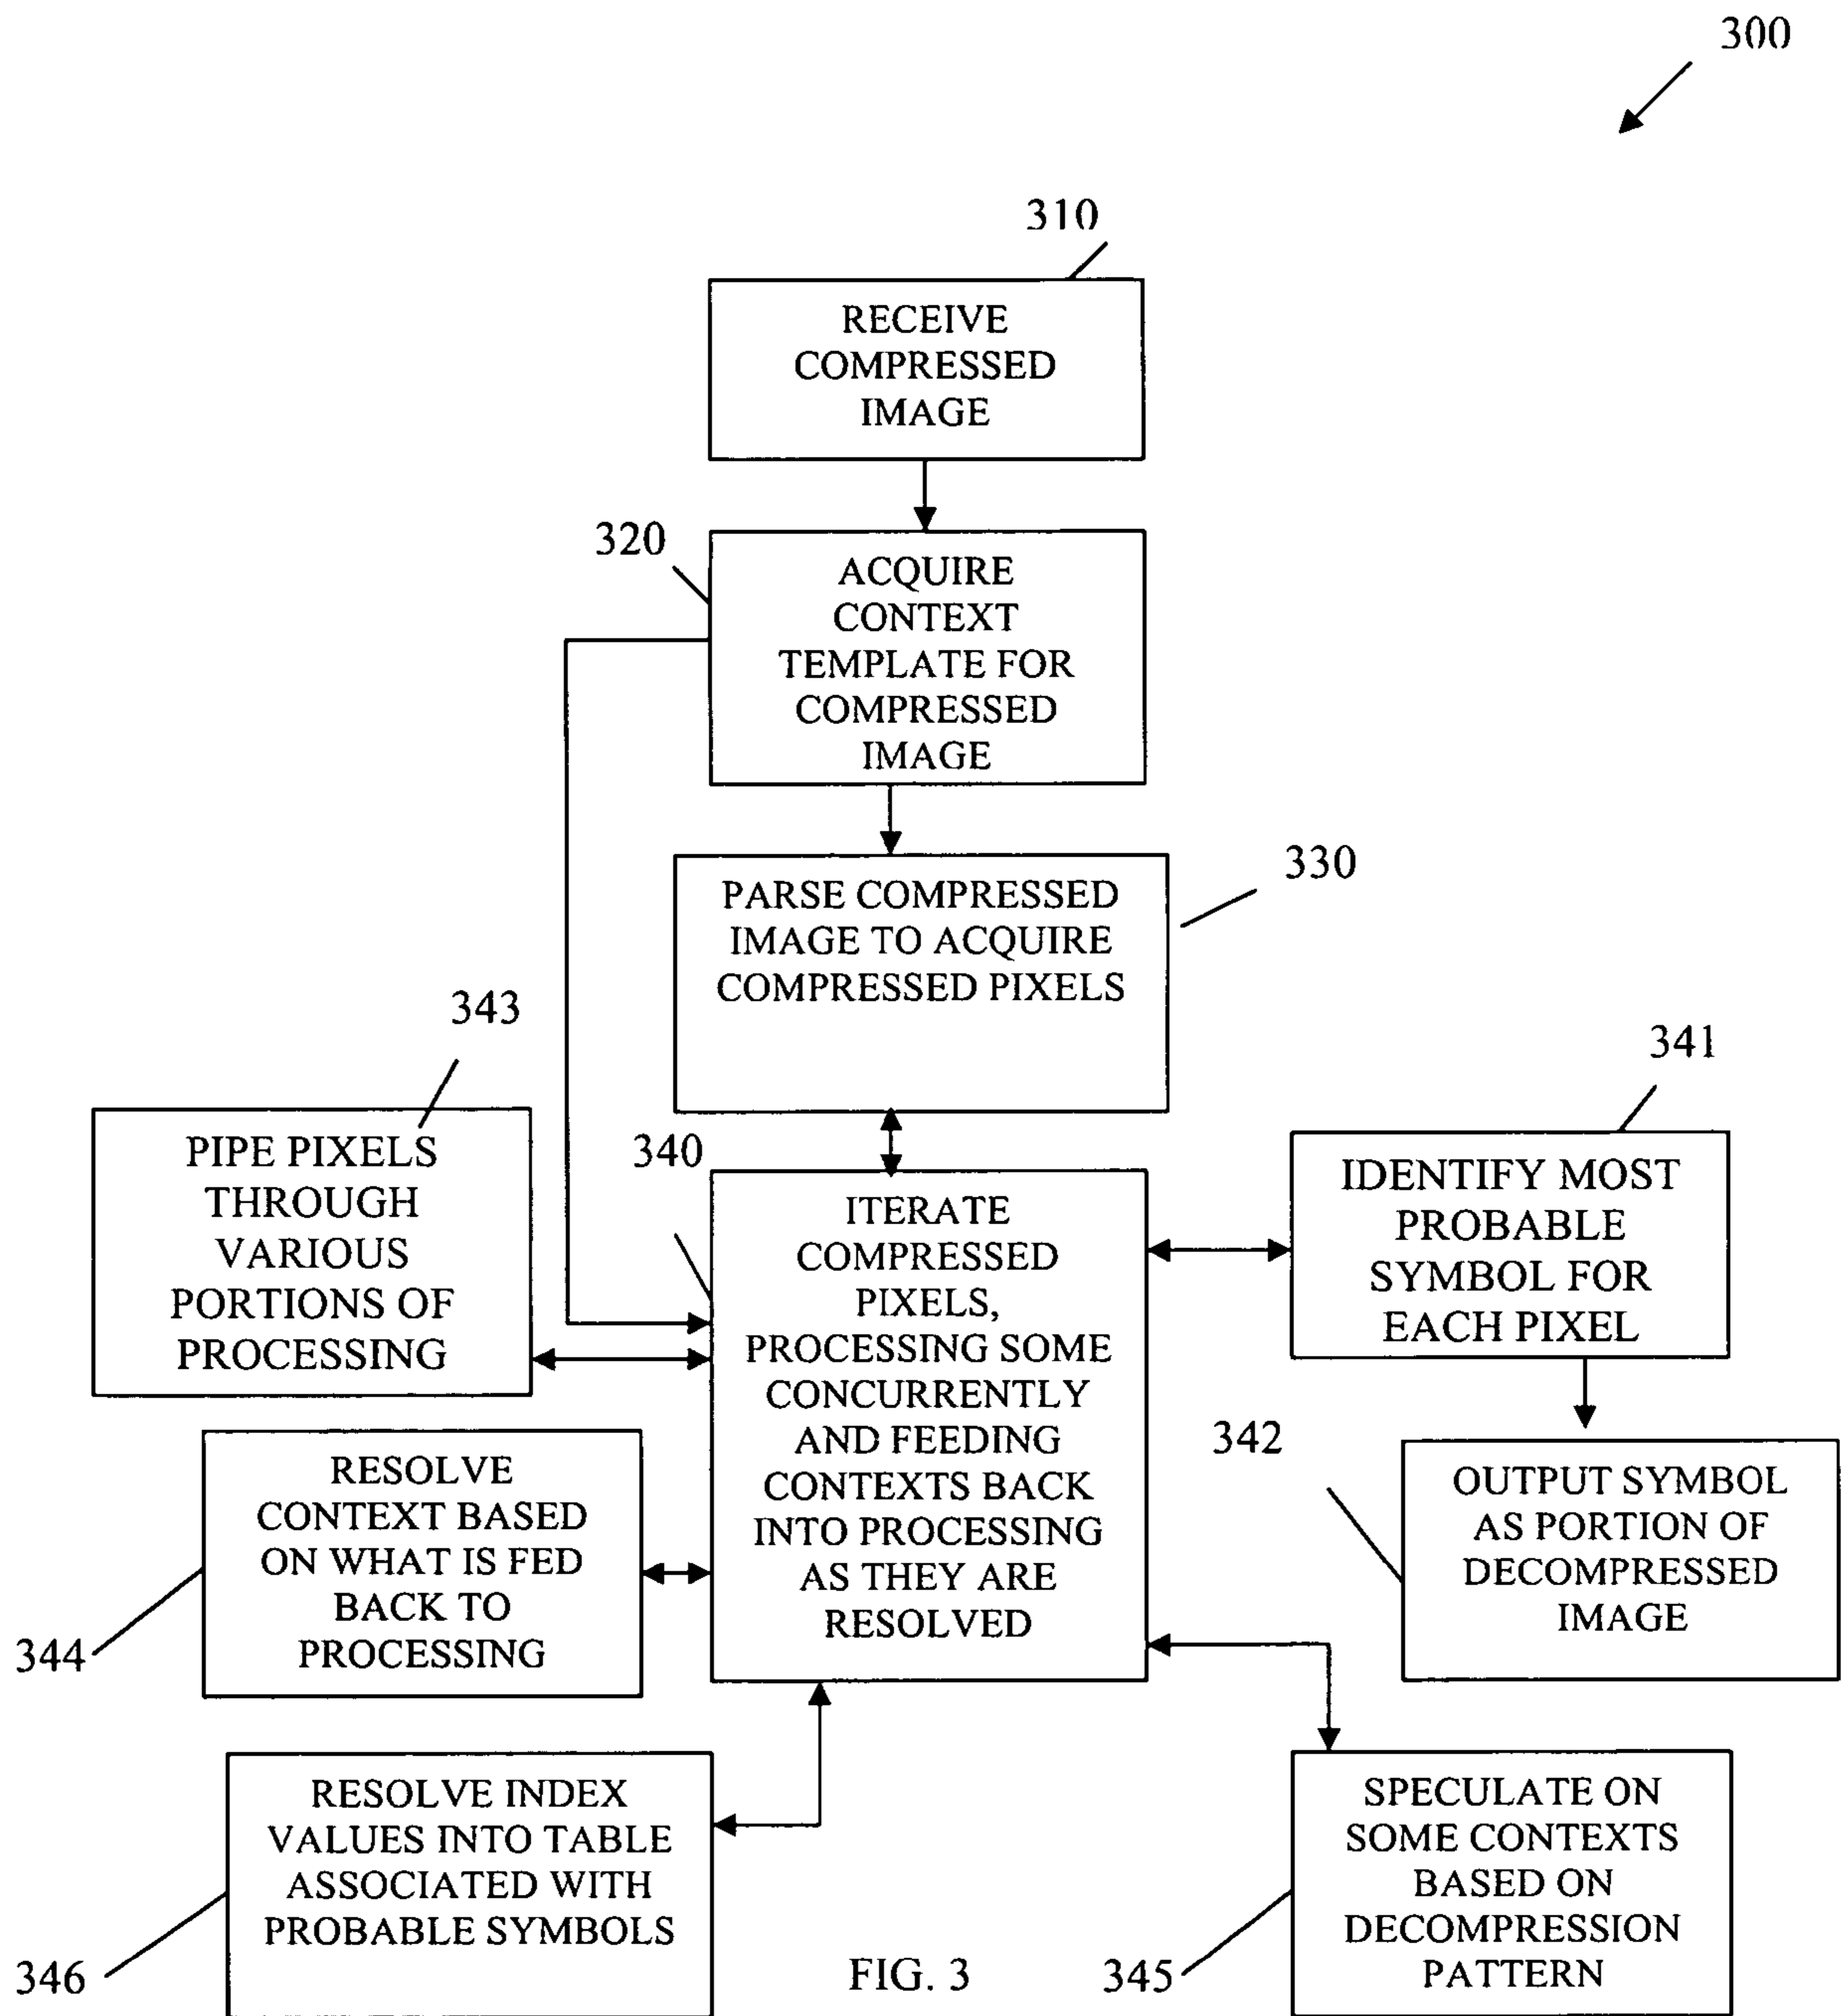 300
310
RECEIVE
COMPRESSED
IMAGE
320
ACQUIRE
CONTEXT
TEMPLATE FOR
COMPRESSED
IMAGE
330
PARSE COMPRESSED
IMAGE TO ACQUIRE
COMPRESSED PIXELS
343
PIPE PIXELS
THROUGH
VARIOUS
PORTIONS OF
PROCESSING
340
ITERATE
COMPRESSED
PIXELS,
PROCESSING SOME
CONCURRENTLY
AND FEEDING
CONTEXTS BACK
INTO PROCESSING
AS THEY ARE
RESOLVED
341
IDENTIFY MOST
PROBABLE
SYMBOL FOR
EACH PIXEL
342
OUTPUT SYMBOL
AS PORTION OF
DECOMPRESSED
IMAGE
344
RESOLVE
CONTEXT BASED
ON WHAT IS FED
BACK TO
PROCESSING
346
RESOLVE INDEX
VALUES INTO TABLE
ASSOCIATED WITH
PROBABLE SYMBOLS
345
SPECULATE ON
SOME CONTEXTS
BASED ON
DECOMPRESSION
PATTERN
FIG. 3